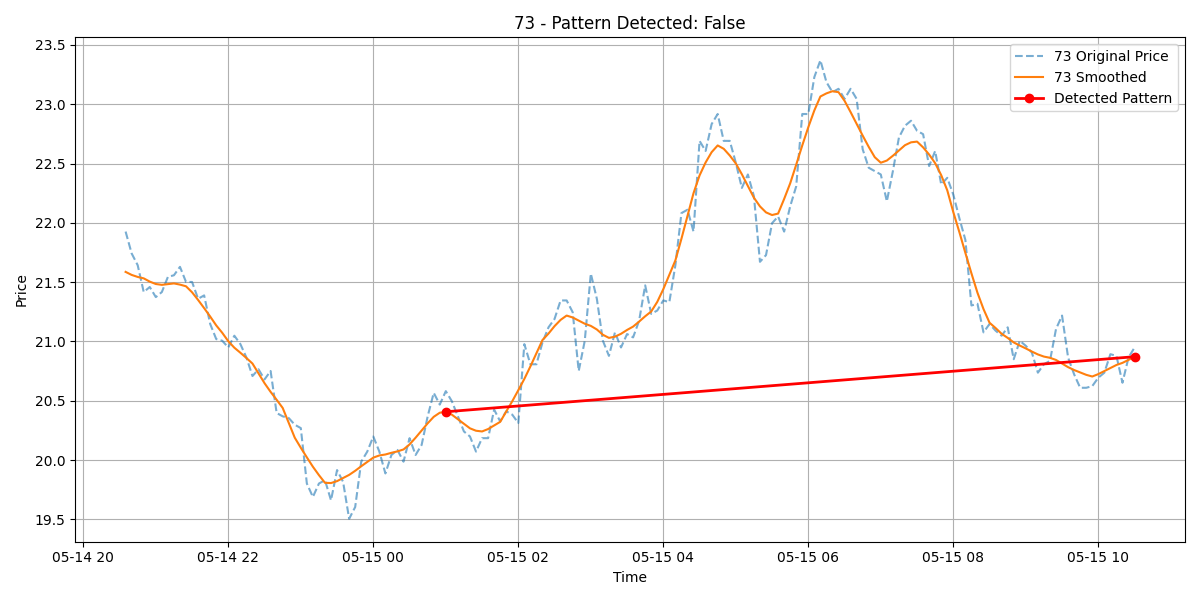 73 - Pattern Detected: False
73 Original Price
73 Smoothed
Detected Pattern
Price
23.5
23.0
22.5
22.0
21.5
21.0
20.5
20.0
19.5
05-14 20
05-14 22
05-15 00
05-15 02
05-15 04
05-15 06
05-15 08
05-15 10
Time